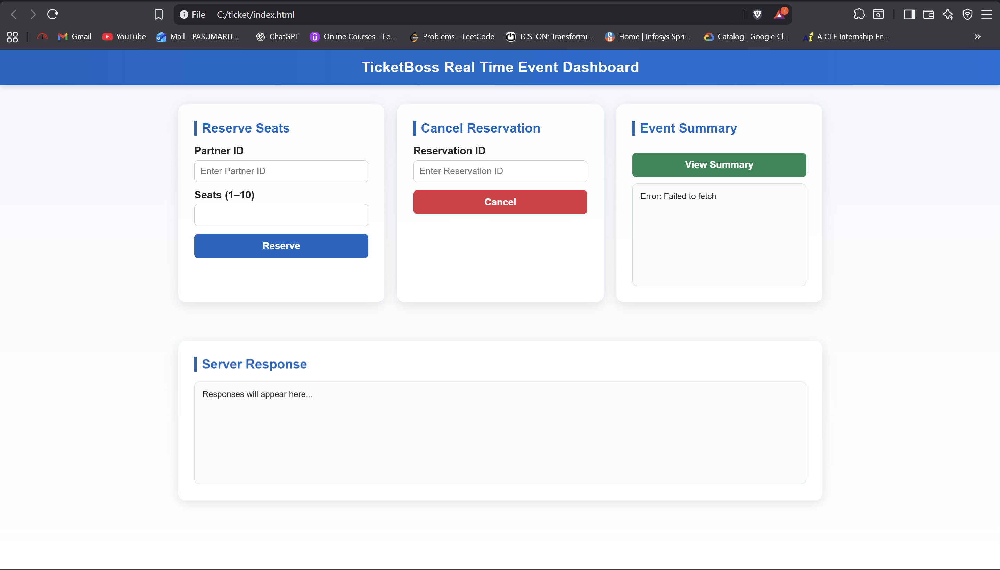 File C:/ticket/index.html
1
Gmail YouTube Mail - PASUMARTI... ChatGPT Online Courses - Le... Problems - LeetCode TCS iON: Transformi... Home | Infosys Spri... Catalog | Google Cl... AICTE Internship En...
TicketBoss Real Time Event Dashboard
Reserve Seats
Partner ID
Enter Partner ID
Seats (1–10)
Reserve
Cancel Reservation
Reservation ID
Enter Reservation ID
Cancel
Event Summary
View Summary
Error: Failed to fetch
Server Response
Responses will appear here...